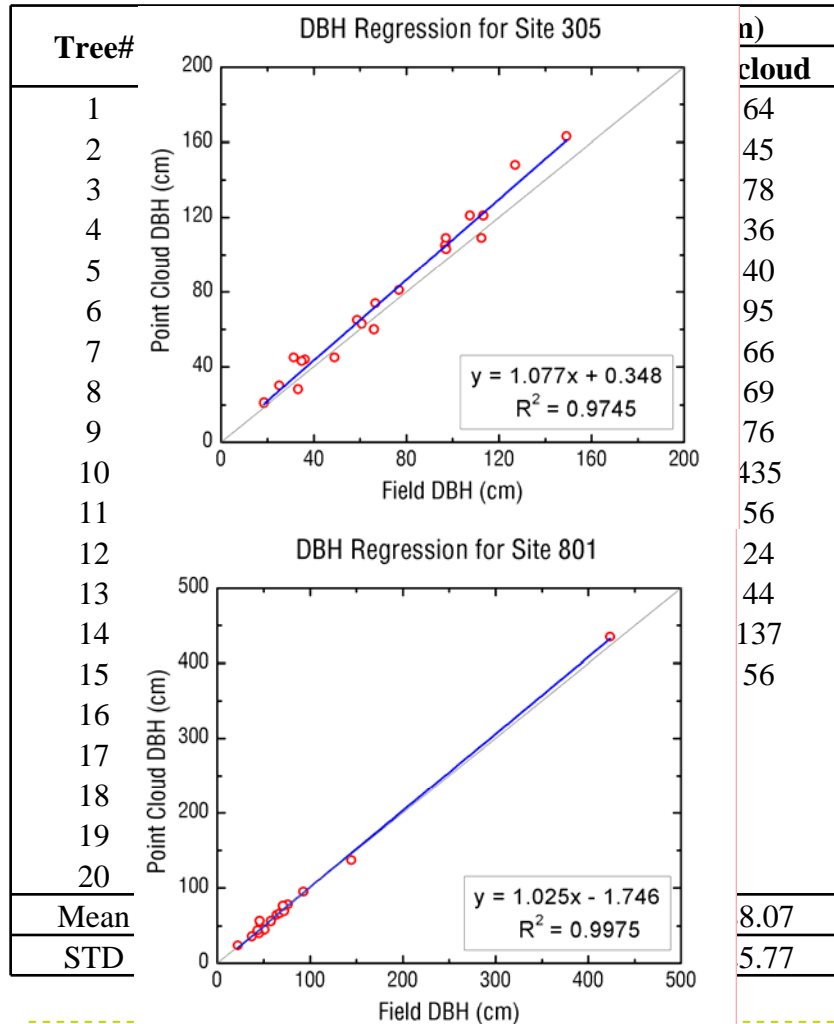 DBH Regression for Site 305
Tree#
m)
cloud
1 64
2 45
3 78
4 36
5 40
6 95
7 66
8 69
9 76
10 435
11 56
12 24
13 44
14 137
15 56
16
17
18
19
20
Mean 8.07
STD 5.77
200
160
120
80
40
0
Point Cloud DBH (cm)
y = 1.077x + 0.348
R² = 0.9745
0 40 80 120 160 200
Field DBH (cm)
DBH Regression for Site 801
500
400
300
200
100
0
Point Cloud DBH (cm)
y = 1.025x - 1.746
R² = 0.9975
0 100 200 300 400 500
Field DBH (cm)